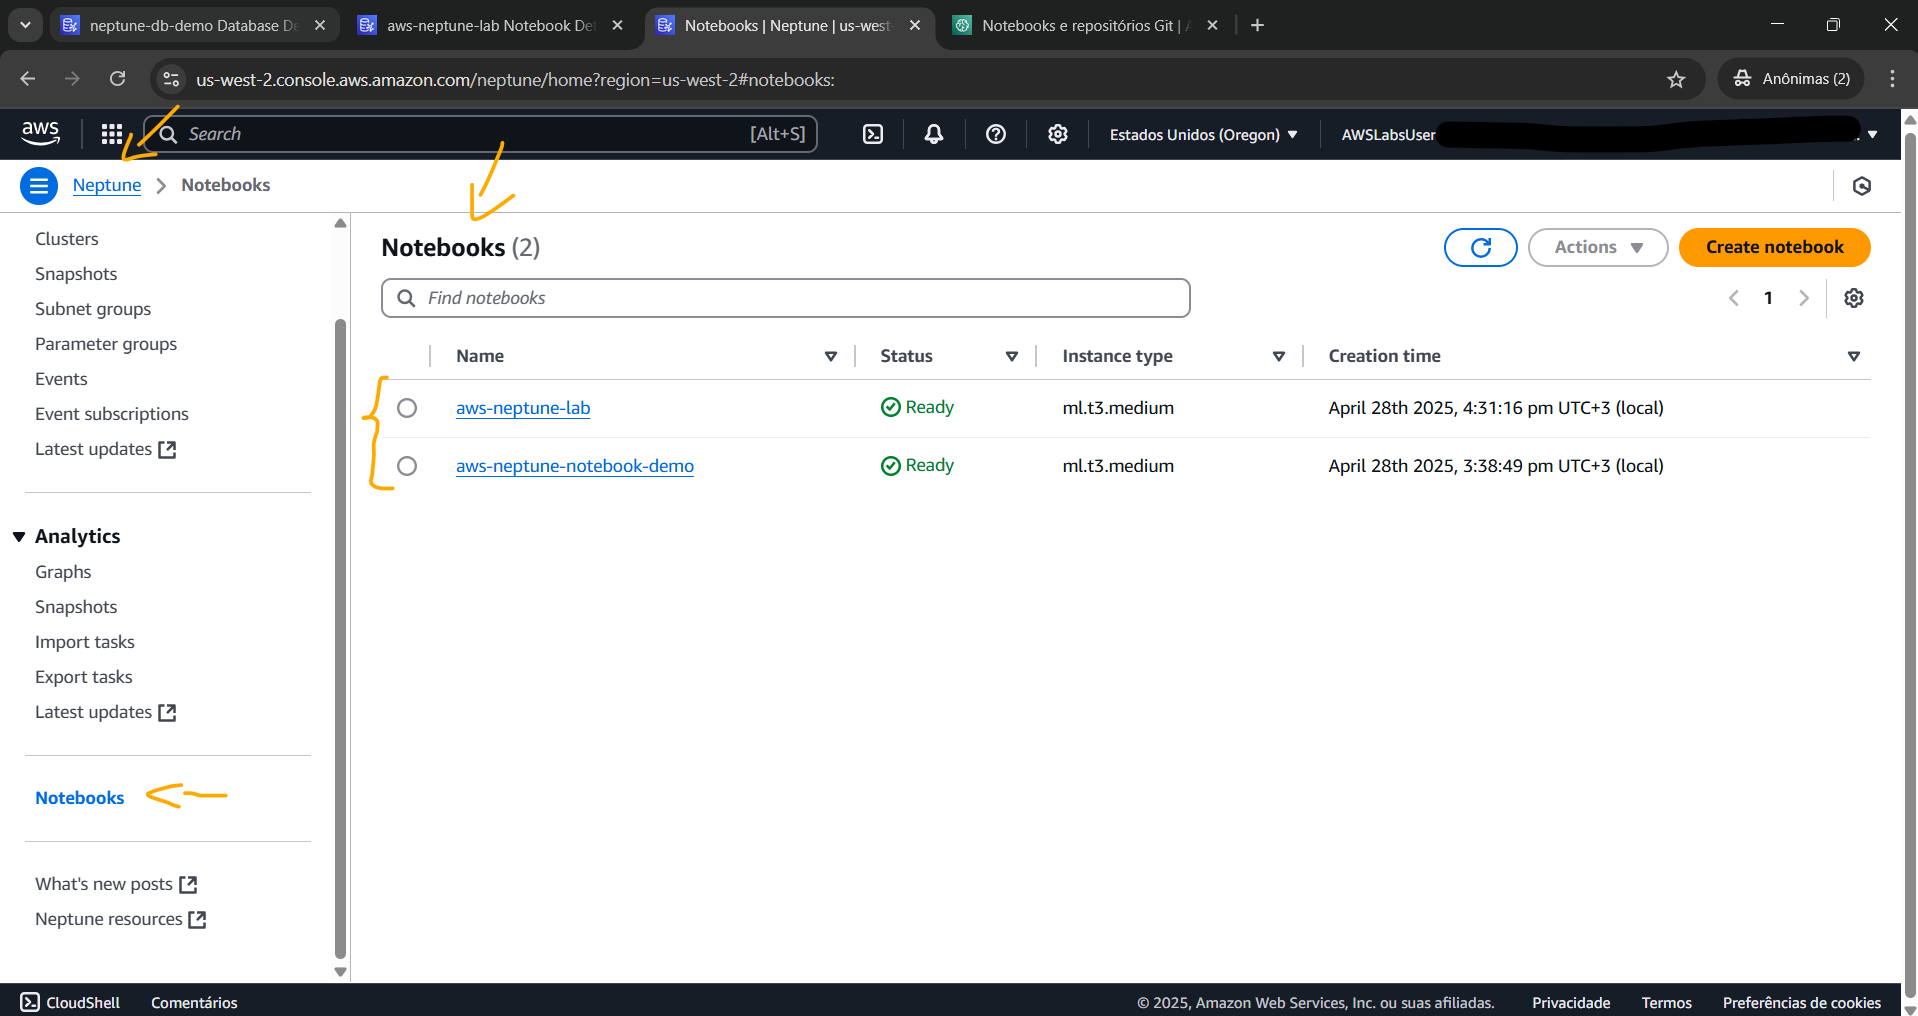 neptune-db-demo Database De
aws-neptune-lab Notebook Det
Notebooks | Neptune | us-west-
Notebooks e repositórios Git | A
us-west-2.console.aws.amazon.com/neptune/home?region=us-west-2#notebooks:
Anônimas (2)
aws
Search
[Alt+S]
Estados Unidos (Oregon)
AWSLabsUser
Neptune
Notebooks
Clusters
Snapshots
Subnet groups
Parameter groups
Events
Event subscriptions
Latest updates
Analytics
Graphs
Snapshots
Import tasks
Export tasks
Latest updates
Notebooks
What's new posts
Neptune resources
Notebooks (2)
Actions
Create notebook
Find notebooks
1
Name Status Instance type Creation time
aws-neptune-lab Ready ml.t3.medium April 28th 2025, 4:31:16 pm UTC+3 (local)
aws-neptune-notebook-demo Ready ml.t3.medium April 28th 2025, 3:38:49 pm UTC+3 (local)
CloudShell Comentários © 2025, Amazon Web Services, Inc. ou suas afiliadas. Privacidade Termos Preferências de cookies